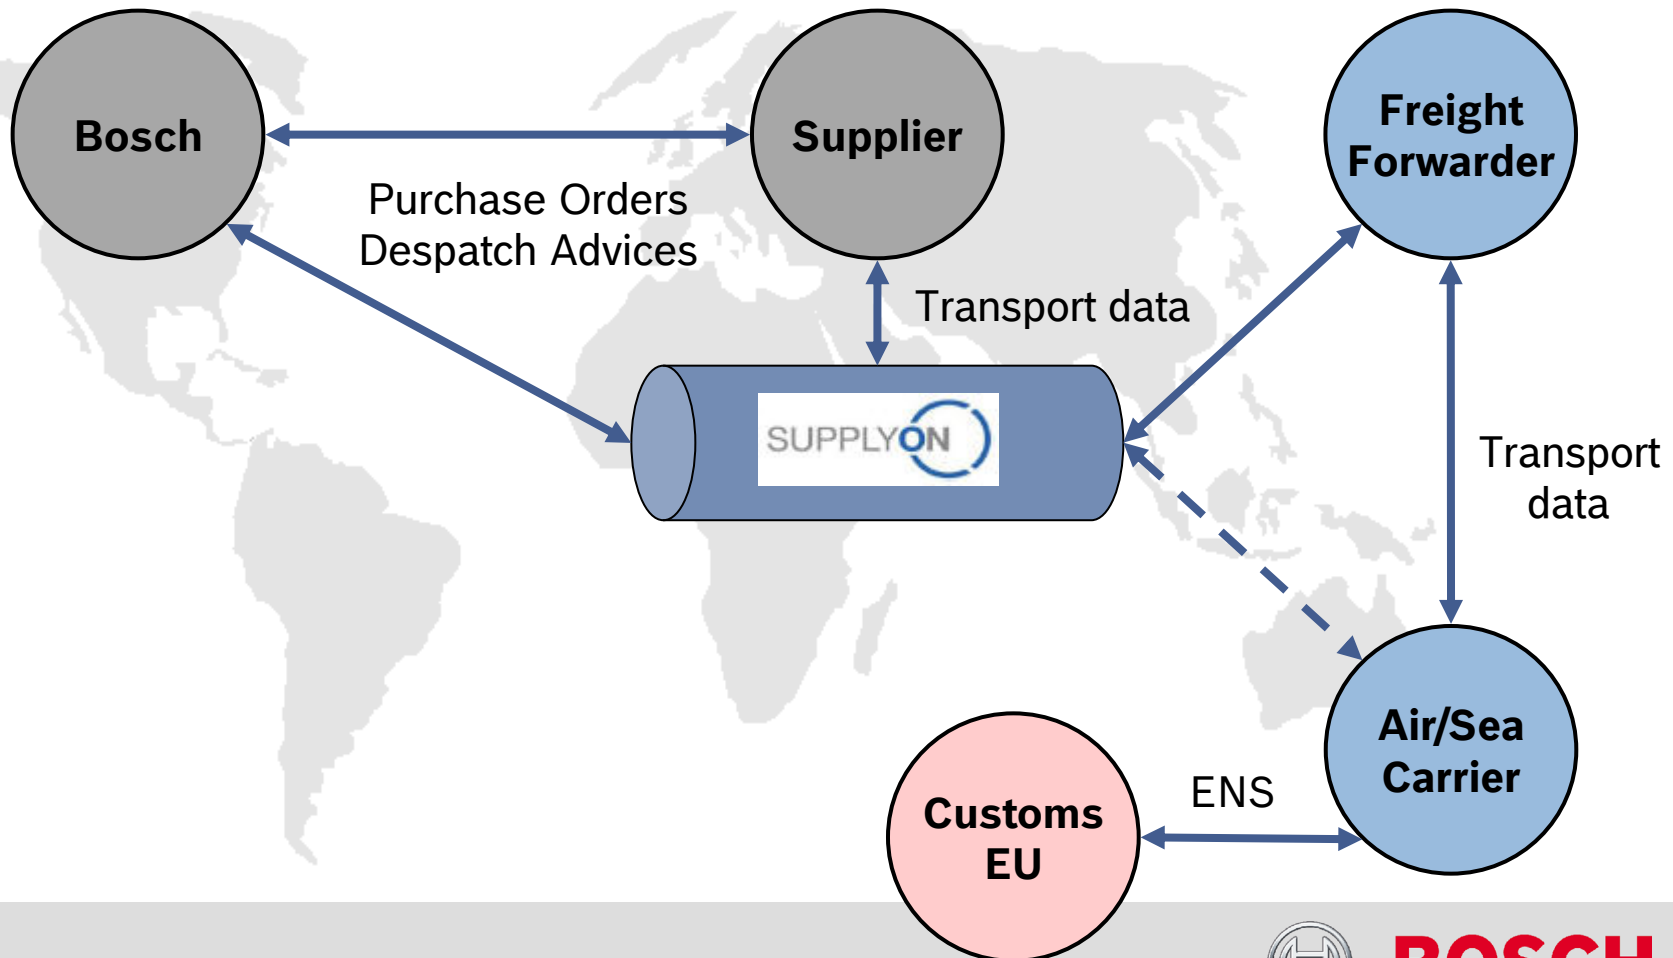 Bosch
Supplier
Freight
Forwarder
Purchase Orders
Despatch Advices
Transport data
SUPPLYON
Transport
data
Air/Sea
Carrier
ENS
Customs
EU
BOSCH